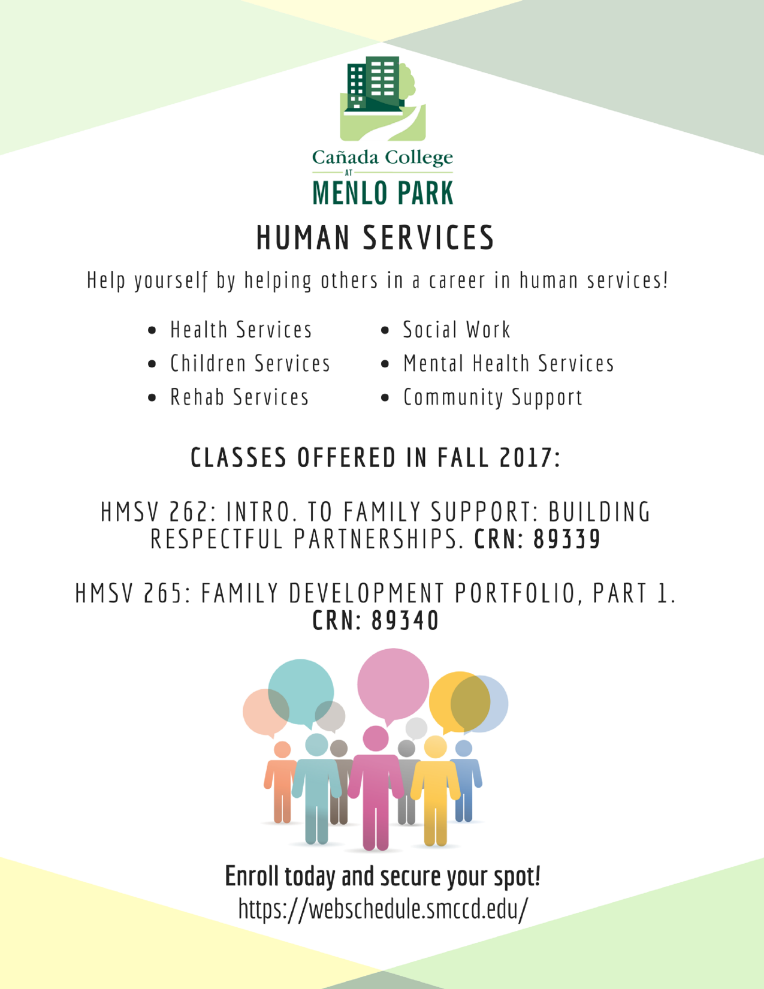 Cañada College
AT
MENLO PARK
HUMAN SERVICES
Help yourself by helping others in a career in human services!
• Health Services
• Children Services
• Rehab Services
• Social Work
• Mental Health Services
• Community Support
CLASSES OFFERED IN FALL 2017:
HMSV 262: INTRO. TO FAMILY SUPPORT: BUILDING
RESPECTFUL PARTNERSHIPS. CRN: 89339
HMSV 265: FAMILY DEVELOPMENT PORTFOLIO, PART 1.
CRN: 89340
Enroll today and secure your spot!
https://webschedule.smccd.edu/